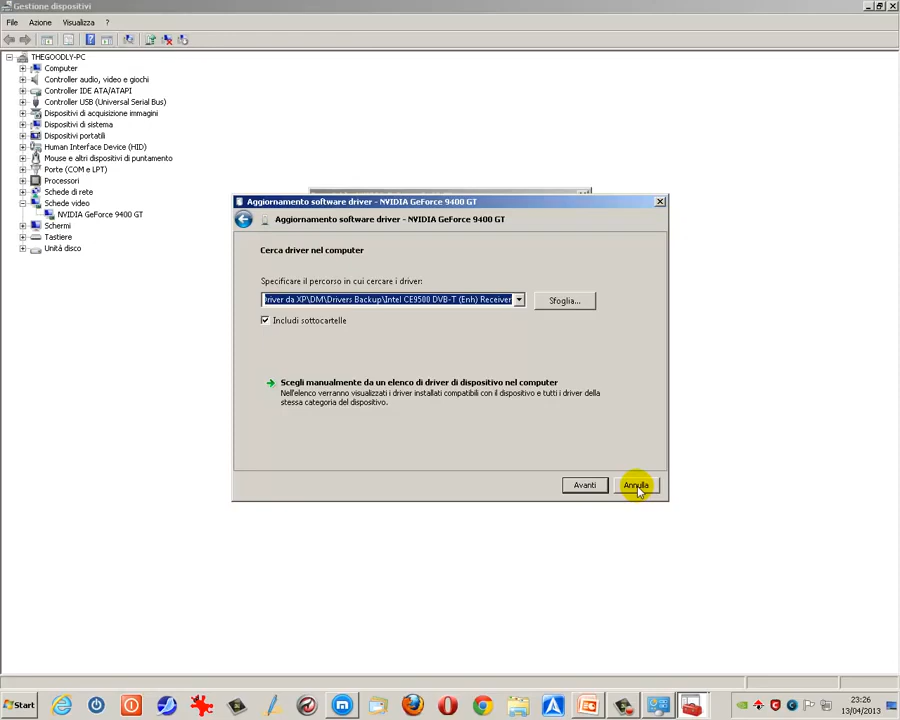 Gestione dispositivi
File Azione Visualizza ?
THEGOODLY-PC
Computer
Controller audio, video e giochi
Controller IDE ATA/ATAPI
Controller USB (Universal Serial Bus)
Dispositivi di acquisizione immagini
Dispositivi di sistema
Dispositivi portatili
Human Interface Device (HID)
Mouse e altri dispositivi di puntamento
Porte (COM e LPT)
Processori
Schede di rete
Schede video
NVIDIA GeForce 9400 GT
Schermi
Tastiere
Unità disco
Aggiornamento software driver - NVIDIA GeForce 9400 GT
Aggiornamento software driver - NVIDIA GeForce 9400 GT
Cerca driver nel computer
Specificare il percorso in cui cercare i driver:
Driver da XP\DM\Drivers Backup\Intel CE9500 DVB-T (Enh) Receiver
Sfoglia...
Includi sottocartelle
Scegli manualmente da un elenco di driver di dispositivo nel computer
Nell'elenco verranno visualizzati i driver installati compatibili con il dispositivo e tutti i driver della
stessa categoria del dispositivo.
Avanti Annulla
Start
23:26
13/04/2013